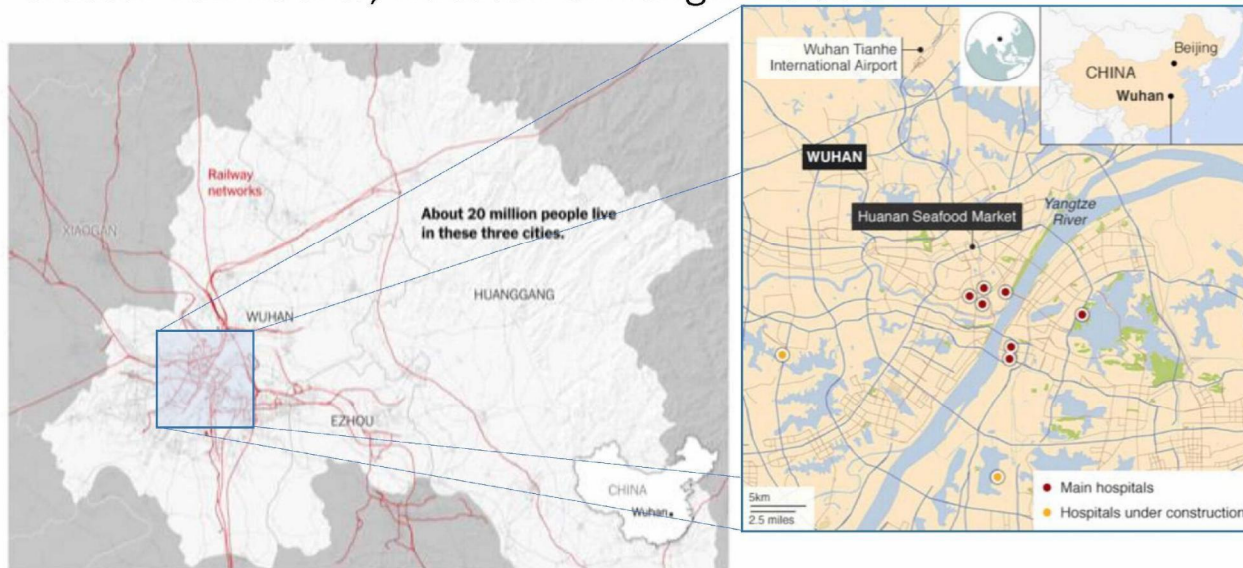 Railway
networks
XIAOGAN
About 20 million people live
in these three cities.
HUANGGANG
WUHAN
EZHOU
CHINA
Wuhan
Wuhan Tianhe
International Airport
Beijing
CHINA
Wuhan
WUHAN
Huanan Seafood Market
Yangtze
River
5km
2.5 miles
Main hospitals
Hospitals under construction